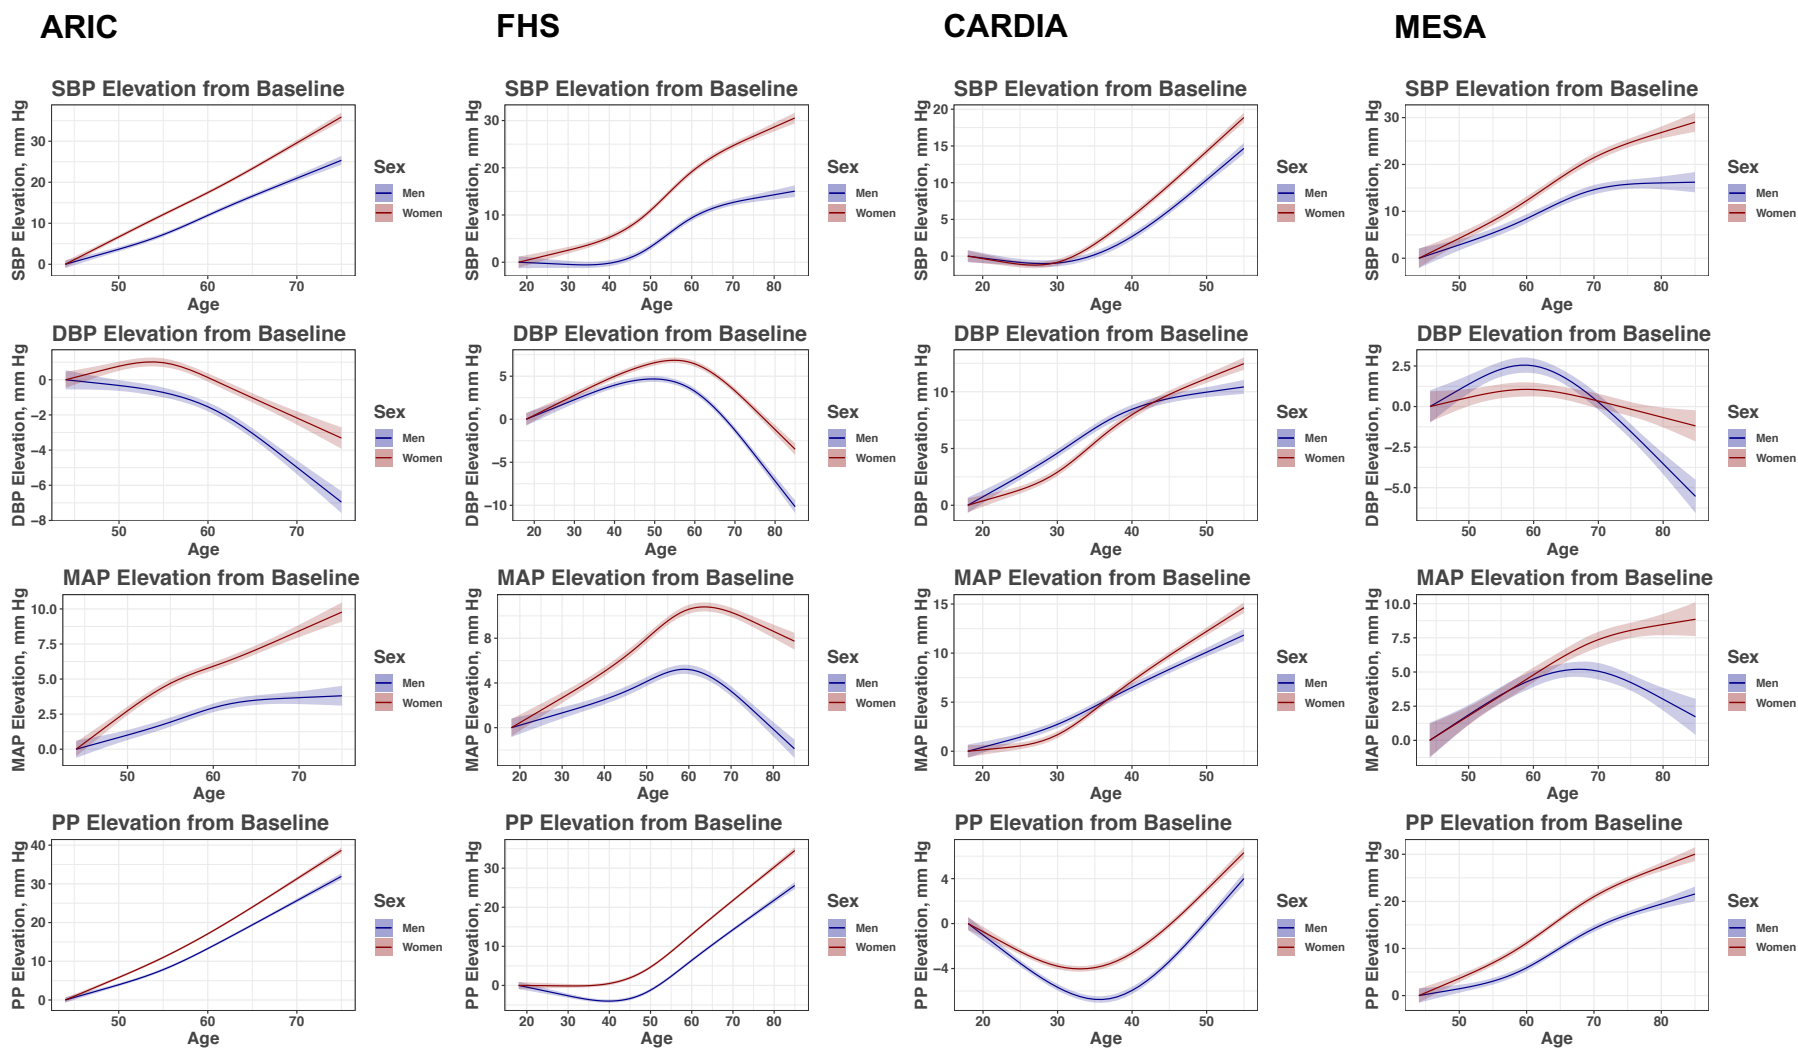 ARIC FHS CARDIA MESA
SBP Elevation from Baseline SBP Elevation from Baseline SBP Elevation from Baseline SBP Elevation from Baseline
SBP Elevation, mm Hg
30
20
10
0
50 60 70
Age
Sex
Men
Women
SBP Elevation, mm Hg
30
20
10
0
20 30 40 50 60 70 80
Age
Sex
Men
Women
SBP Elevation, mm Hg
20
15
10
5
0
20 30 40 50
Age
Sex
Men
Women
SBP Elevation, mm Hg
30
20
10
0
50 60 70 80
Age
Sex
Men
Women
DBP Elevation from Baseline DBP Elevation from Baseline DBP Elevation from Baseline DBP Elevation from Baseline
DBP Elevation, mm Hg
0
−2
−4
−6
−8
50 60 70
Age
Sex
Men
Women
DBP Elevation, mm Hg
5
0
−5
−10
20 30 40 50 60 70 80
Age
Sex
Men
Women
DBP Elevation, mm Hg
10
5
0
20 30 40 50
Age
Sex
Men
Women
DBP Elevation, mm Hg
2.5
0.0
−2.5
−5.0
50 60 70 80
Age
Sex
Men
Women
MAP Elevation from Baseline MAP Elevation from Baseline MAP Elevation from Baseline MAP Elevation from Baseline
MAP Elevation, mm Hg
10.0
7.5
5.0
2.5
0.0
50 60 70
Age
Sex
Men
Women
MAP Elevation, mm Hg
8
4
0
20 30 40 50 60 70 80
Age
Sex
Men
Women
MAP Elevation, mm Hg
15
10
5
0
20 30 40 50
Age
Sex
Men
Women
MAP Elevation, mm Hg
10.0
7.5
5.0
2.5
0.0
50 60 70 80
Age
Sex
Men
Women
PP Elevation from Baseline PP Elevation from Baseline PP Elevation from Baseline PP Elevation from Baseline
PP Elevation, mm Hg
40
30
20
10
0
50 60 70
Age
Sex
Men
Women
PP Elevation, mm Hg
30
20
10
0
20 30 40 50 60 70 80
Age
Sex
Men
Women
PP Elevation, mm Hg
4
0
−4
20 30 40 50
Age
Sex
Men
Women
PP Elevation, mm Hg
30
20
10
0
50 60 70 80
Age
Sex
Men
Women